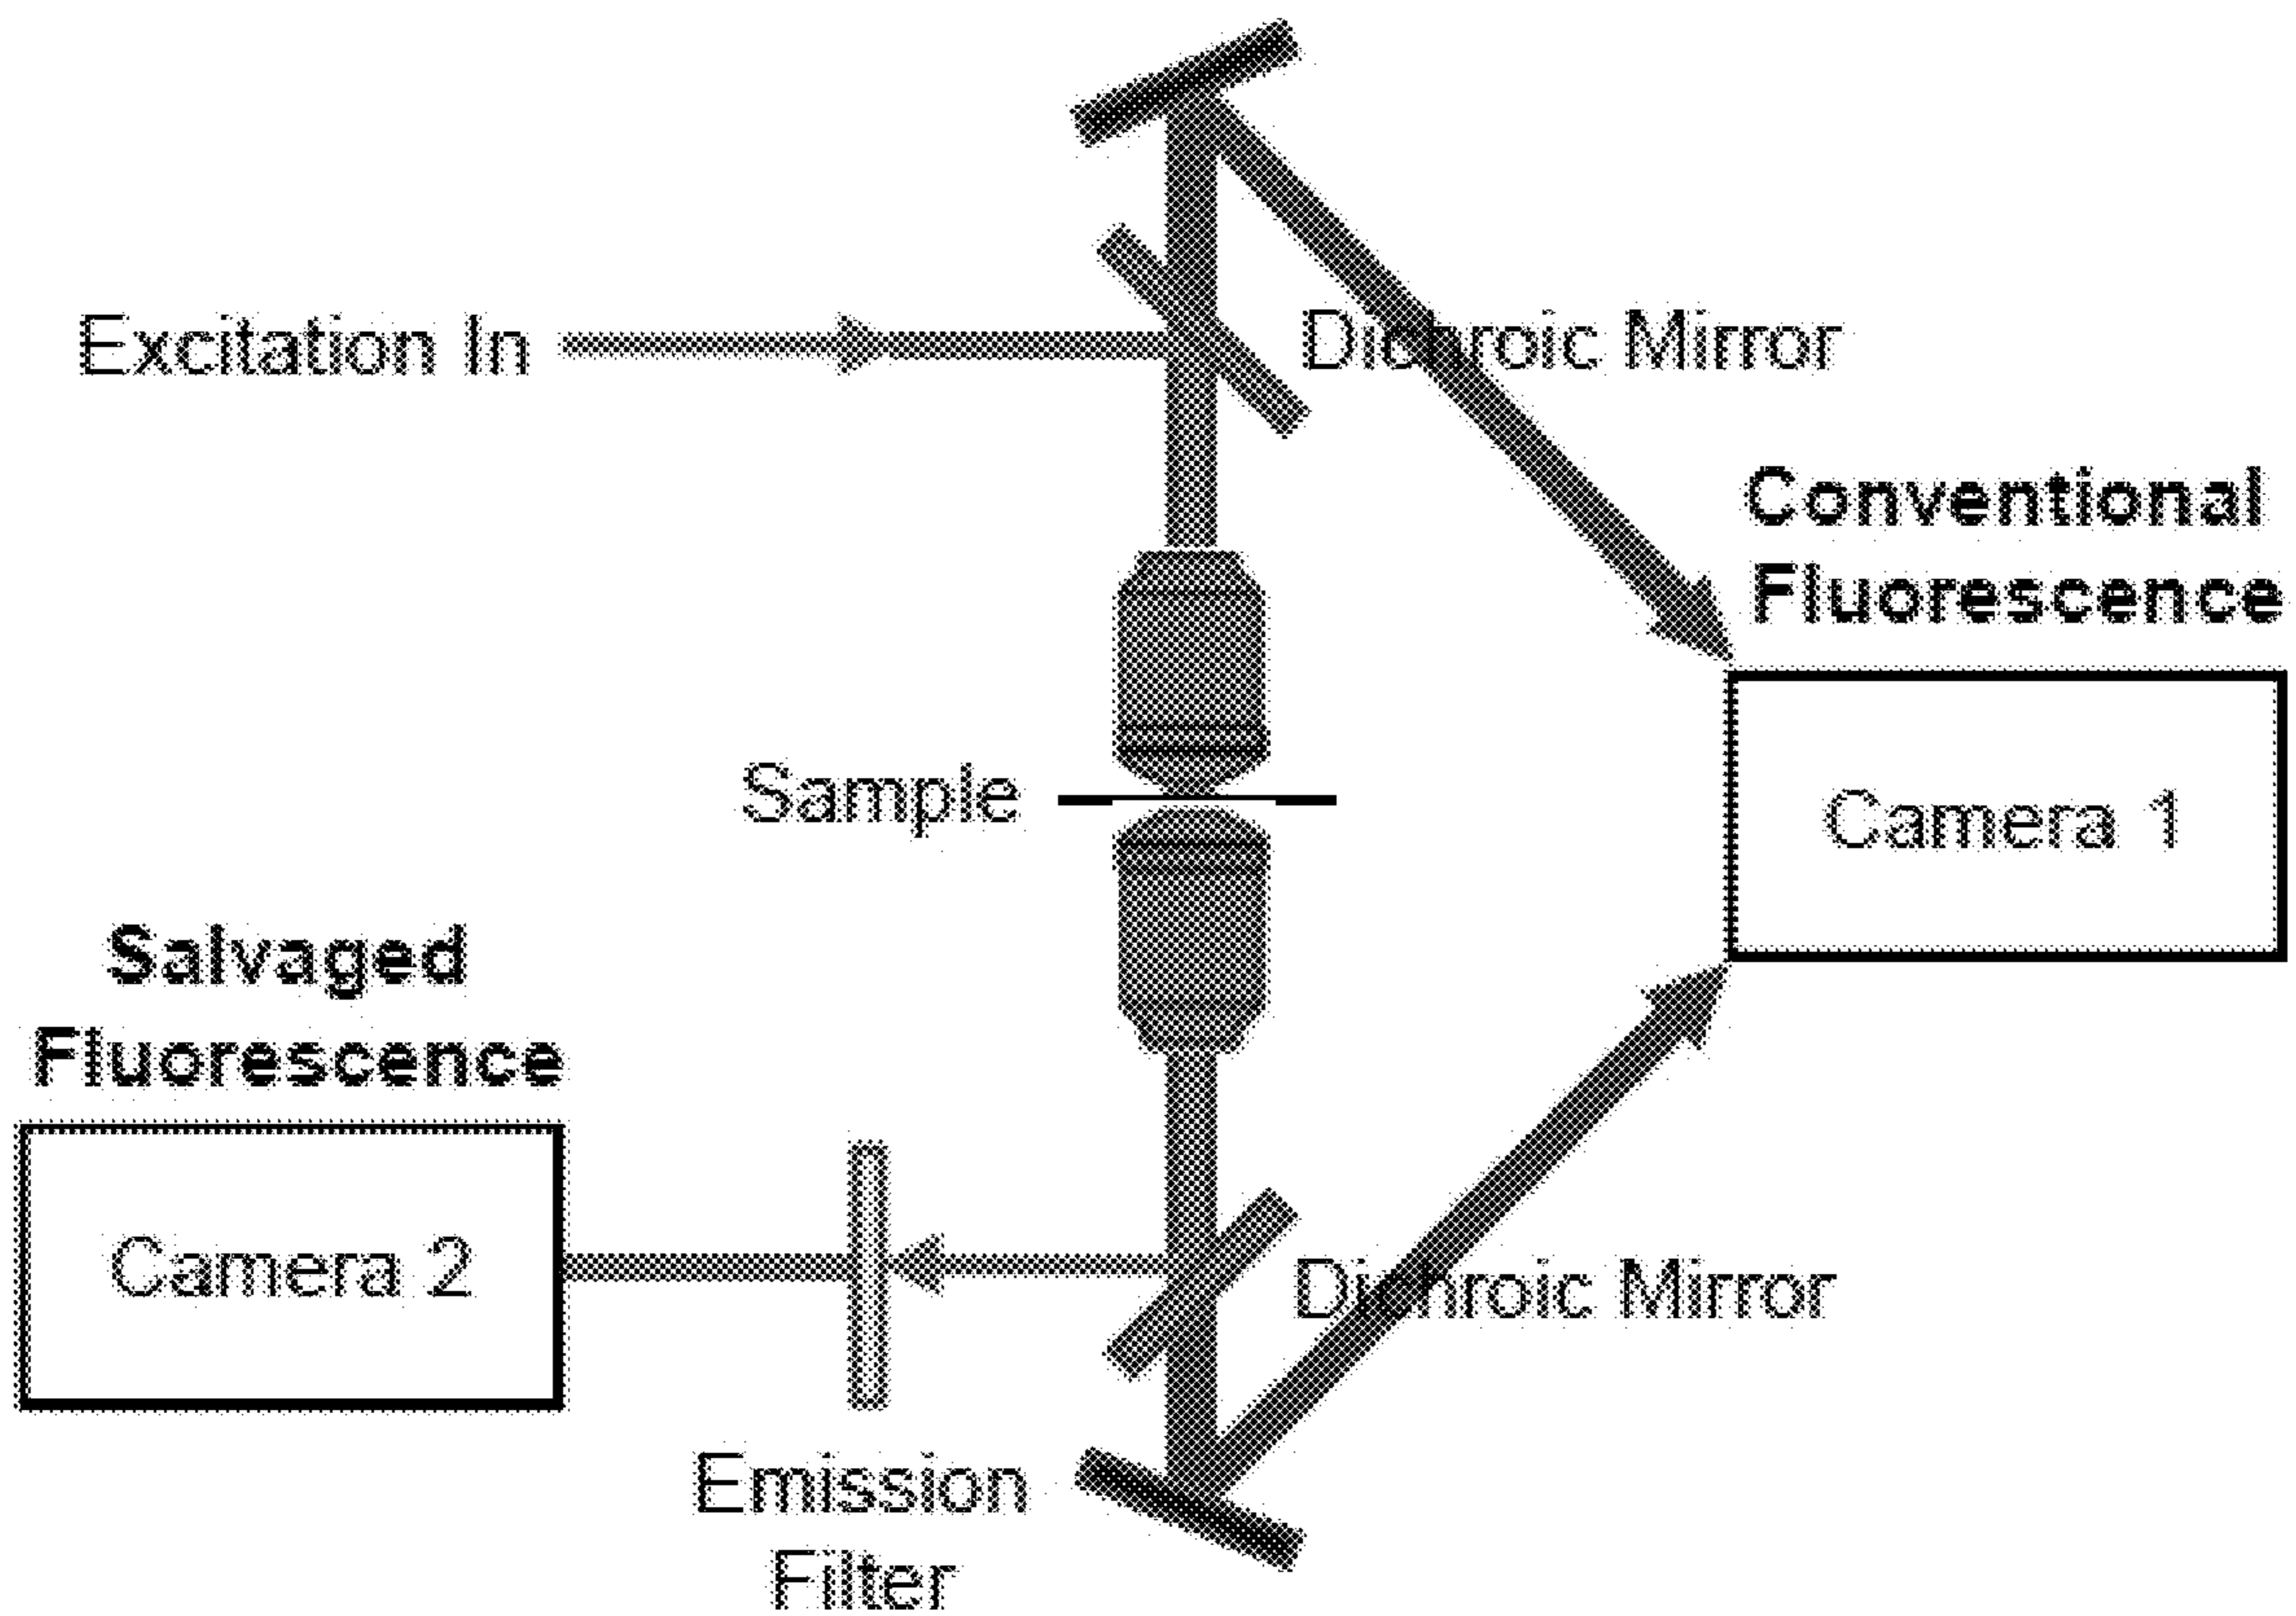 Excitation In
Dichroic Mirror
Conventional
Fluorescence
Sample
Camera 1
Salvaged
Fluorescence
Camera 2
Dichroic Mirror
Emission
Filter